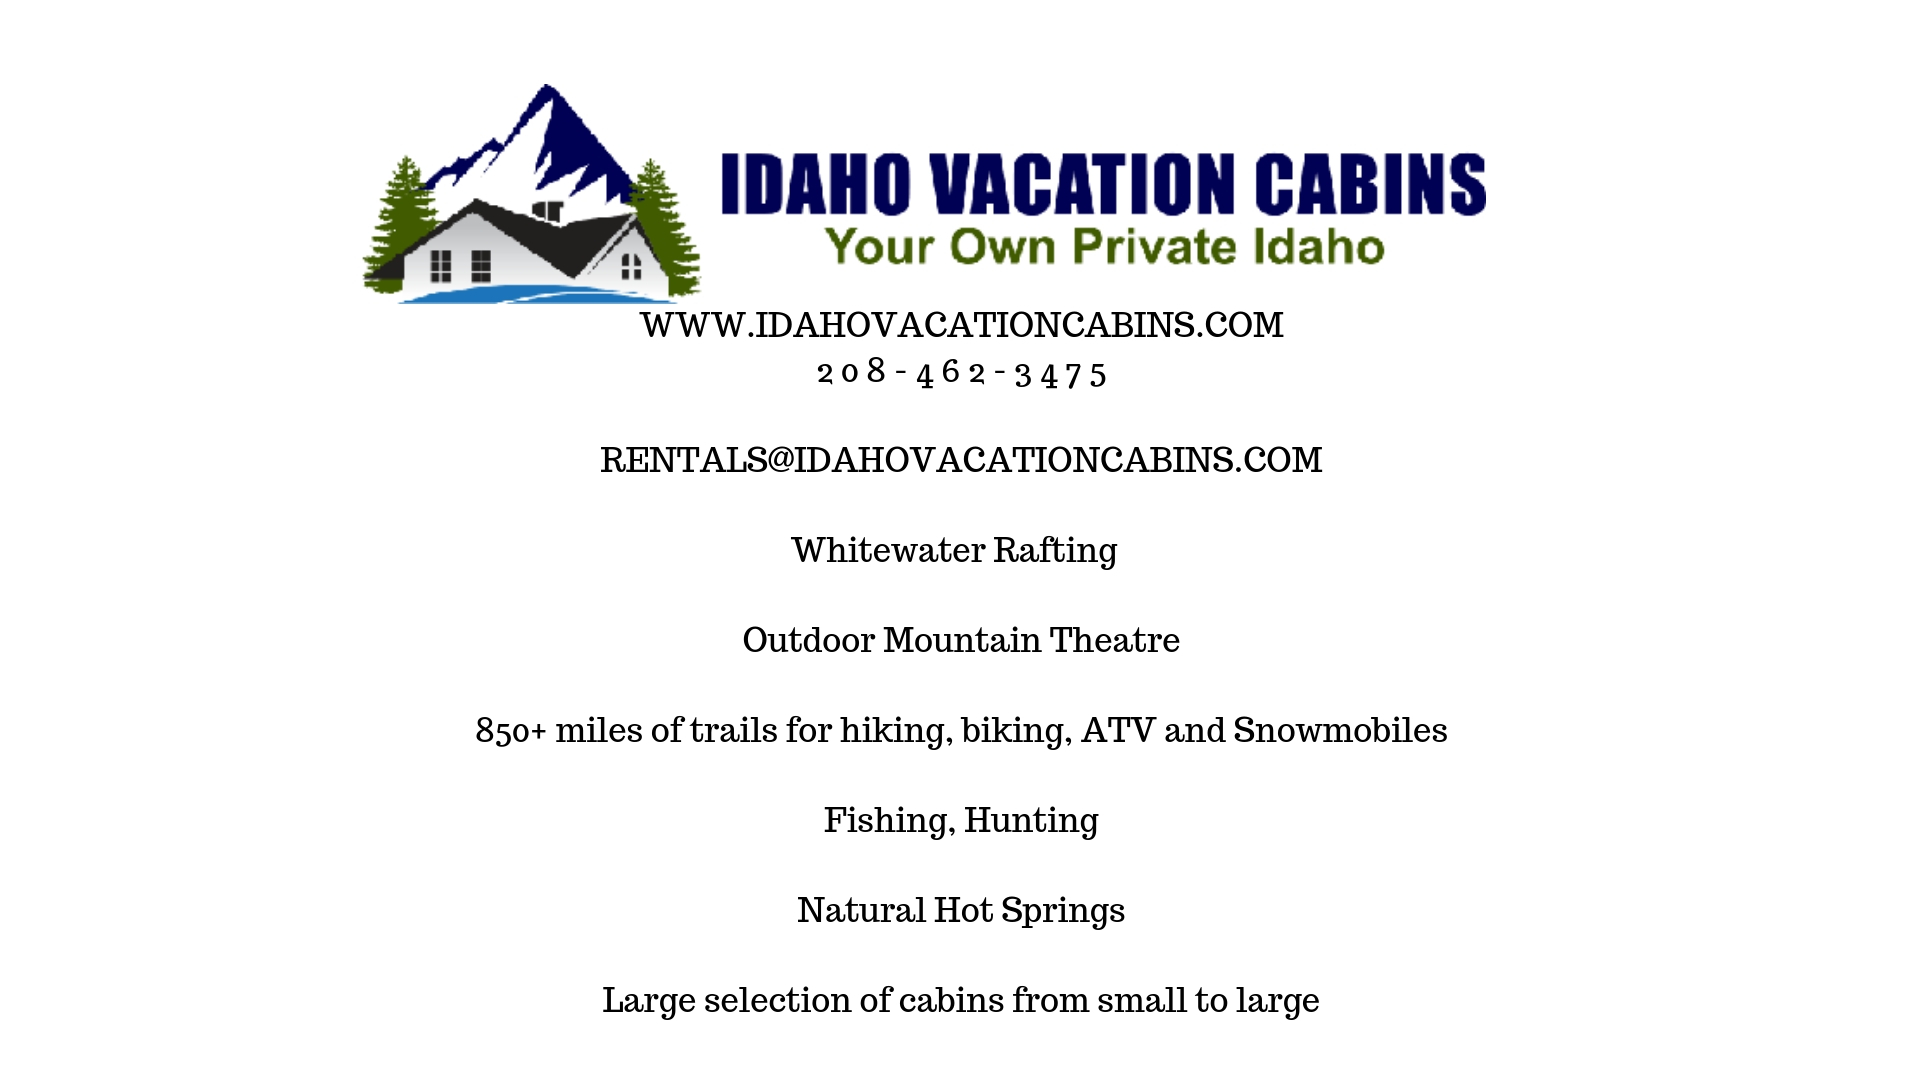 IDAHO VACATION CABINS
Your Own Private Idaho
WWW.IDAHOVACATIONCABINS.COM
208-462-3475
RENTALS@IDAHOVACATIONCABINS.COM
Whitewater Rafting
Outdoor Mountain Theatre
850+ miles of trails for hiking, biking, ATV and Snowmobiles
Fishing, Hunting
Natural Hot Springs
Large selection of cabins from small to large